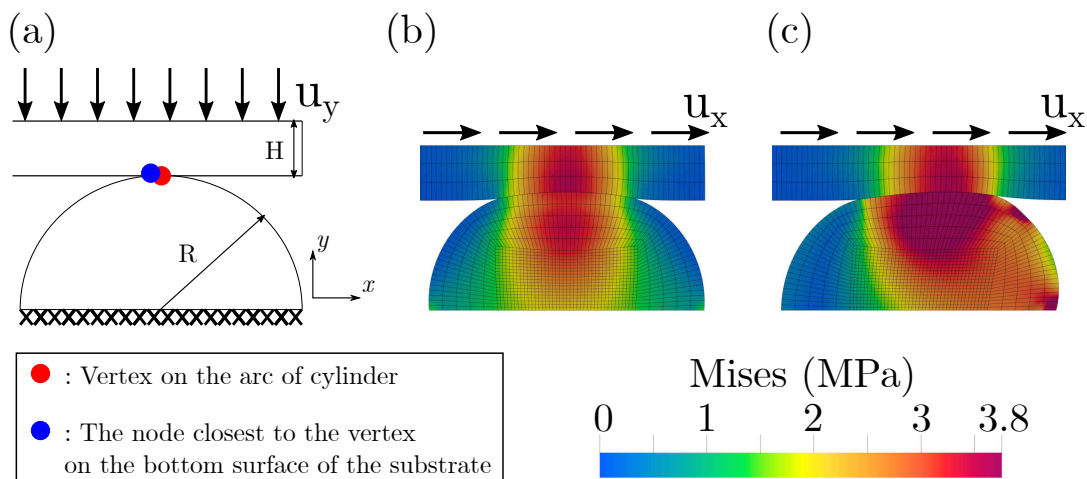 (a)
(b)
(c)
u_y
u_x
u_x
H
R
y
x
: Vertex on the arc of cylinder
: The node closest to the vertex
on the bottom surface of the substrate
Mises (MPa)
0 1 2 3 3.8